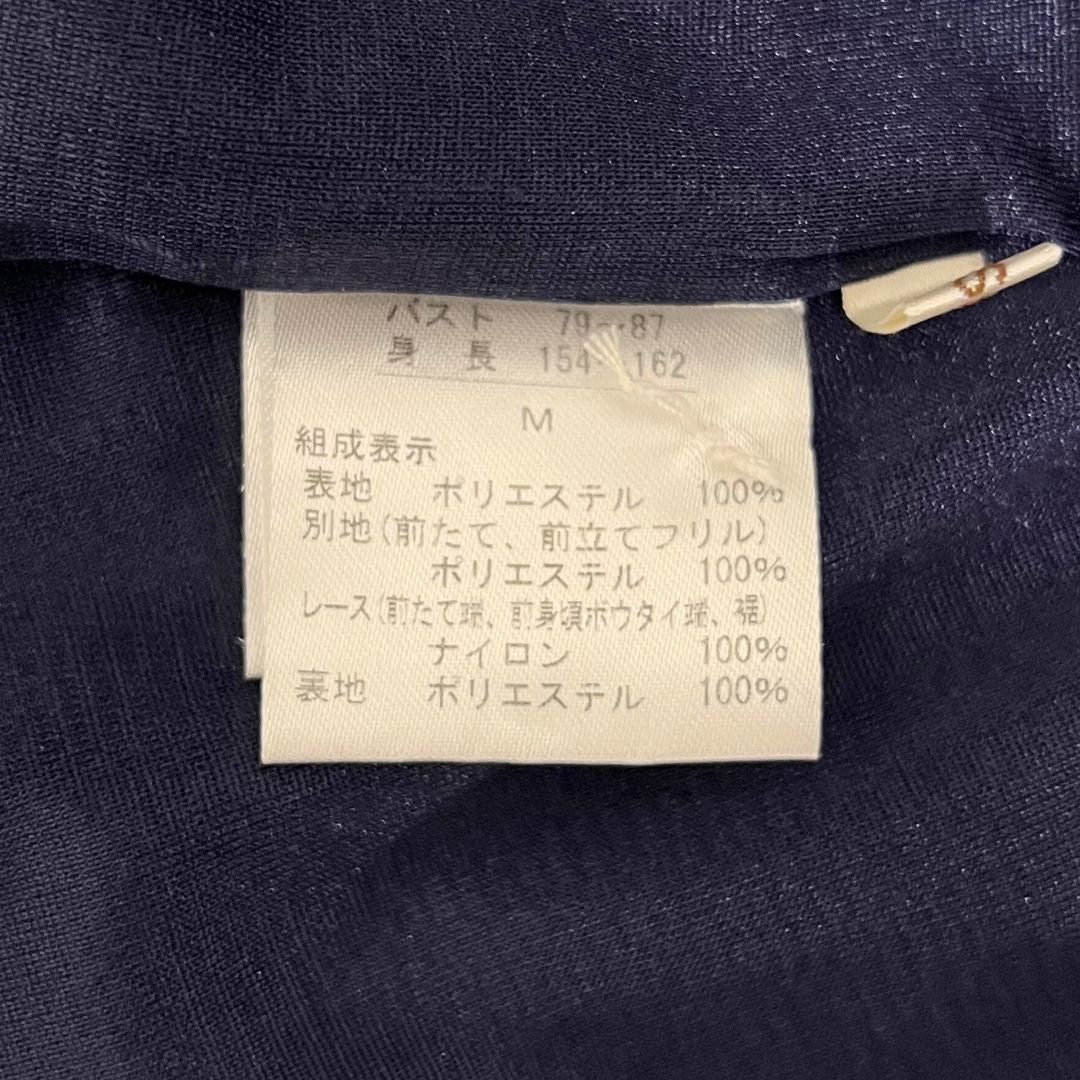 バスト 79~87
身長 154~162
M
組成表示
表地 ポリエステル 100%
別地(前たて、前立てフリル)
ポリエステル 100%
レース(前たて端、前身頃ボウタイ端、裾)
ナイロン 100%
裏地 ポリエステル 100%